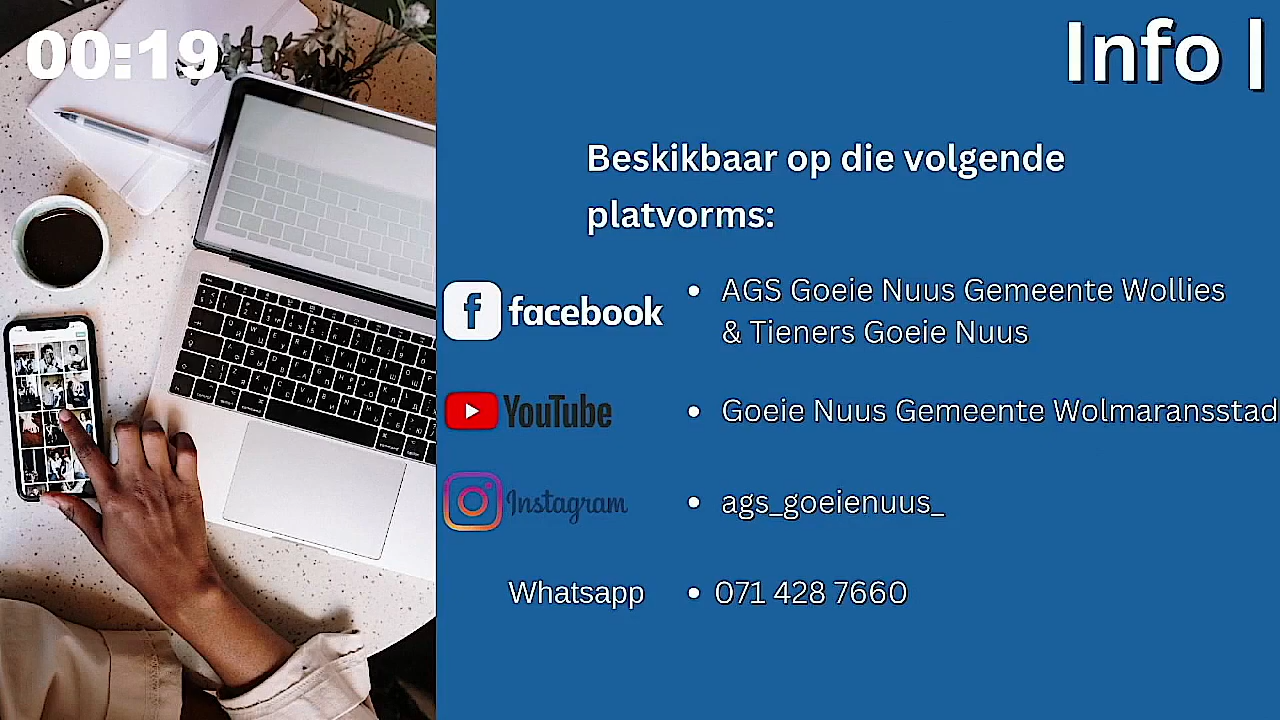 00:19
Info |
Beskikbaar op die volgende
platvorms:
facebook
• AGS Goeie Nuus Gemeente Wollies
& Tieners Goeie Nuus
YouTube
• Goeie Nuus Gemeente Wolmaransstad
Instagram
• ags_goeienuus_
Whatsapp
• 071 428 7660